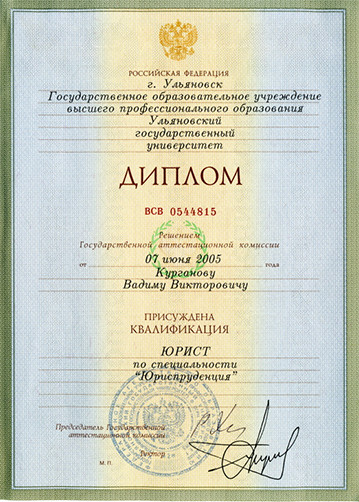 РОССИЙСКАЯ ФЕДЕРАЦИЯ
г. Ульяновск
Государственное образовательное учреждение
высшего профессионального образования
Ульяновский
государственный
университет
ДИПЛОМ
ВСВ 0544815
Решением
Государственной аттестационной комиссии
от 07 июня 2005 года
Курганову
Вадиму Викторовичу
ПРИСУЖДЕНА
КВАЛИФИКАЦИЯ
ЮРИСТ
по специальности
"Юриспруденция"
Председатель Государственной
аттестационной комиссии
Ректор
М.П.